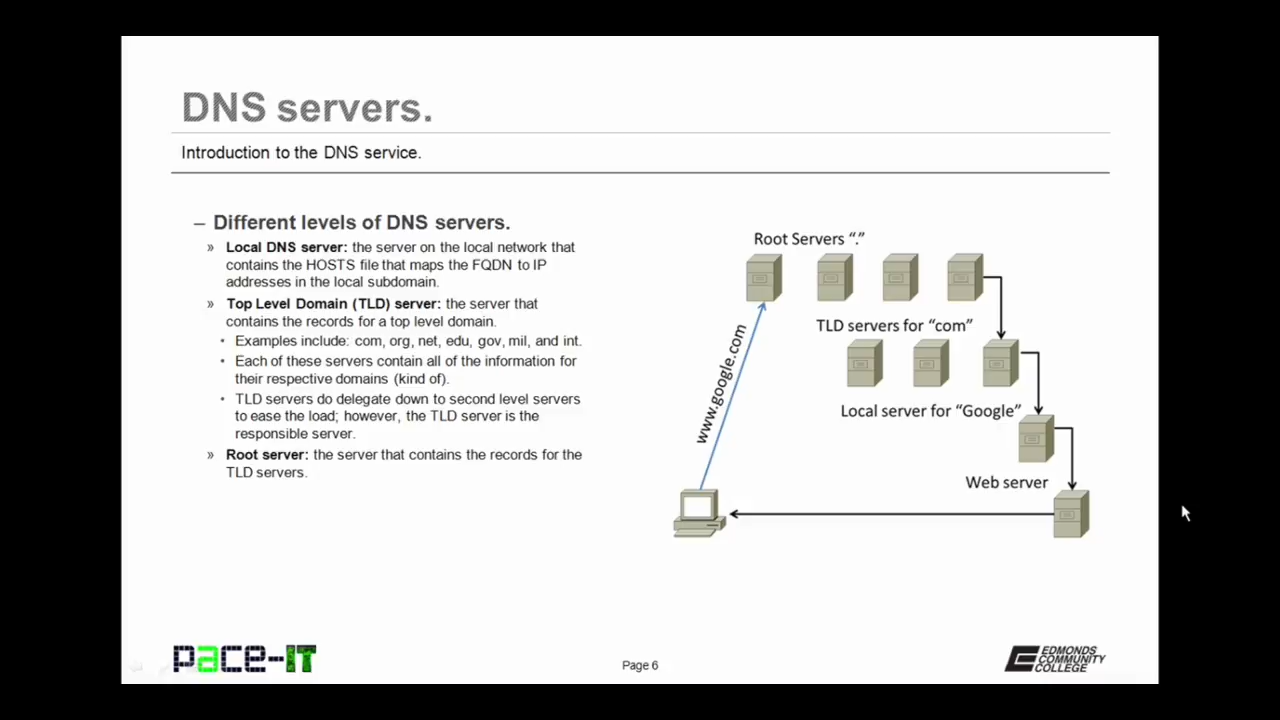 DNS servers.
Introduction to the DNS service.
– Different levels of DNS servers.
» Local DNS server: the server on the local network that
contains the HOSTS file that maps the FQDN to IP
addresses in the local subdomain.
» Top Level Domain (TLD) server: the server that
contains the records for a top level domain.
• Examples include: com, org, net, edu, gov, mil, and int.
• Each of these servers contain all of the information for
their respective domains (kind of).
• TLD servers do delegate down to second level servers
to ease the load; however, the TLD server is the
responsible server.
» Root server: the server that contains the records for the
TLD servers.
Root Servers “.”
TLD servers for “com”
www.google.com
Local server for “Google”
Web server
pace-IT
Page 6
EDMONDS
COMMUNITY
COLLEGE